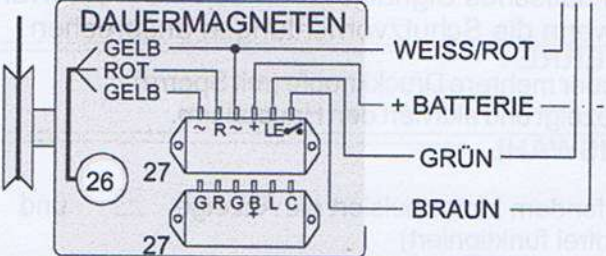 DAUERMAGNETEN
GELB
ROT
GELB
WEISS/ROT
+ BATTERIE
GRÜN
BRAUN
~ R ~ + LE
26
27
G R G B L C
+
27